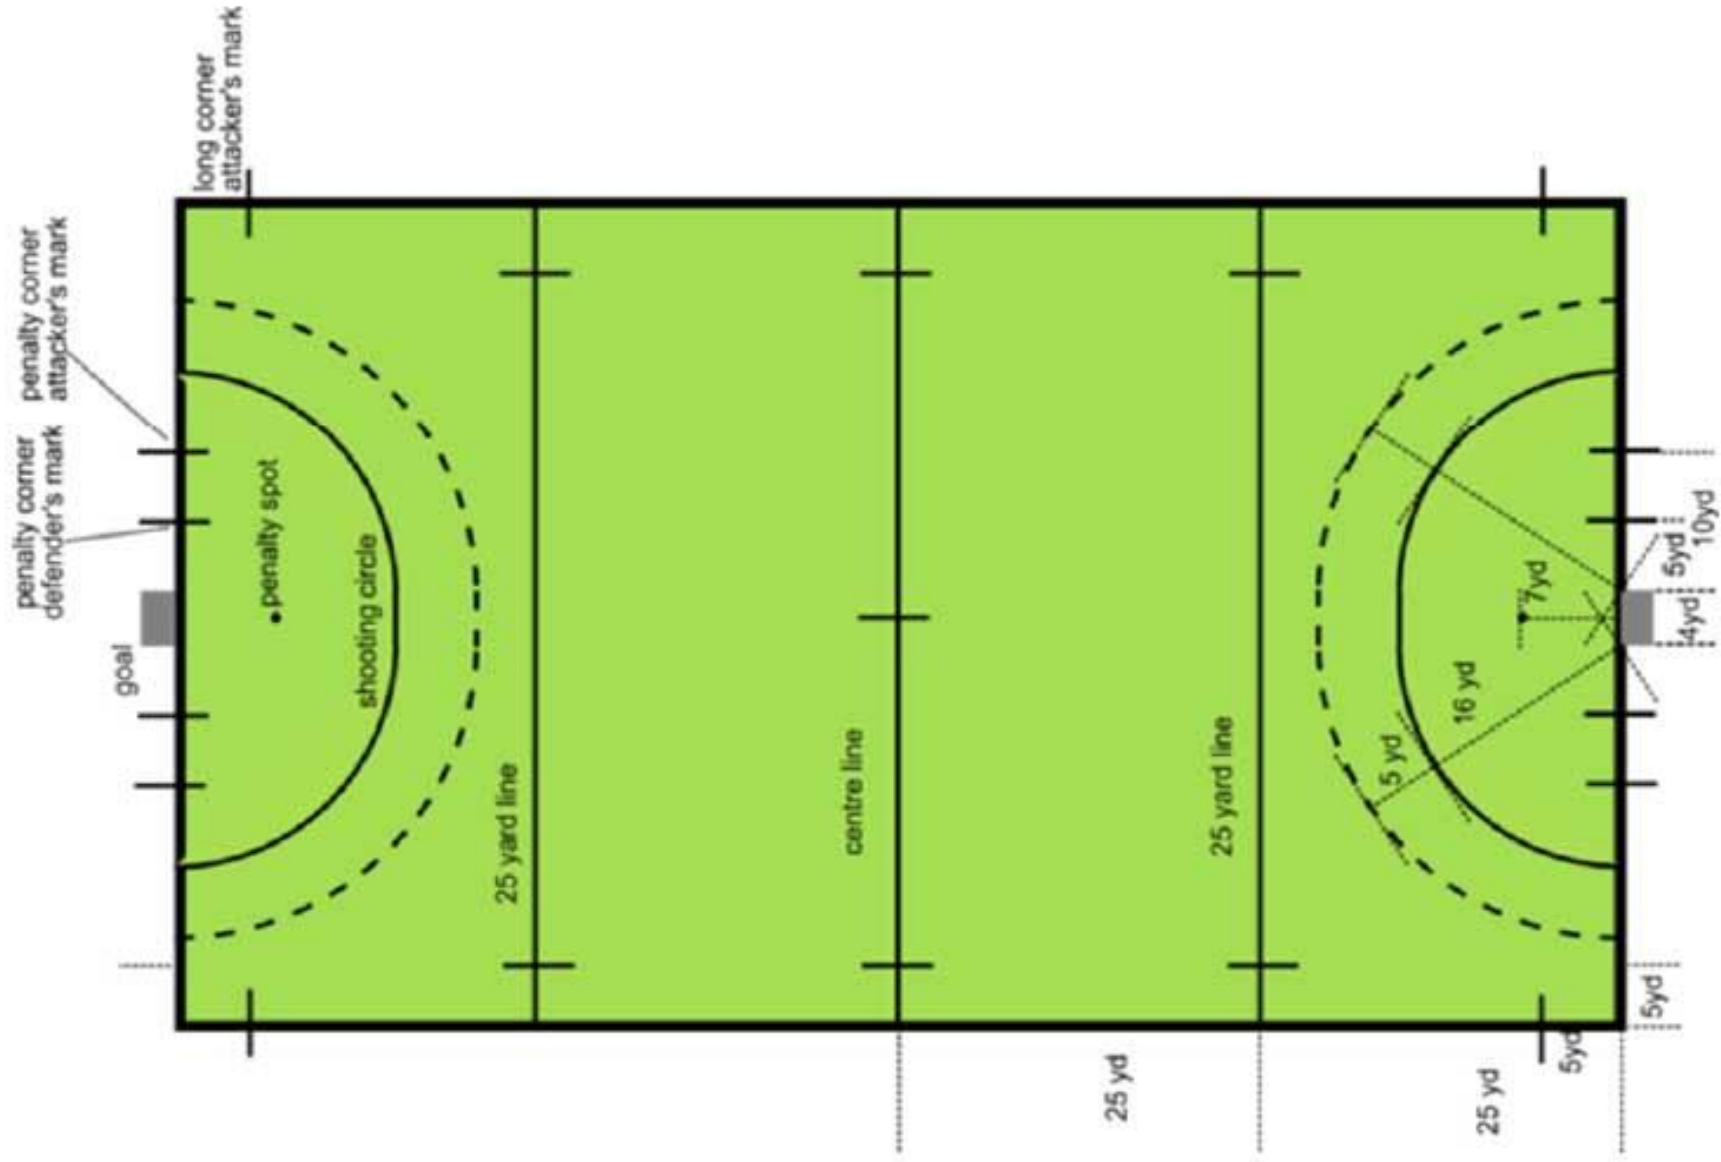 long corner
attacker's mark
penalty corner
attacker's mark
penalty corner
defender's mark
goal
penalty spot
shooting circle
25 yard line
centre line
25 yard line
16 yd
5 yd
7yd
10yd
5yd
4yd
5yd
5yd
25 yd
25 yd